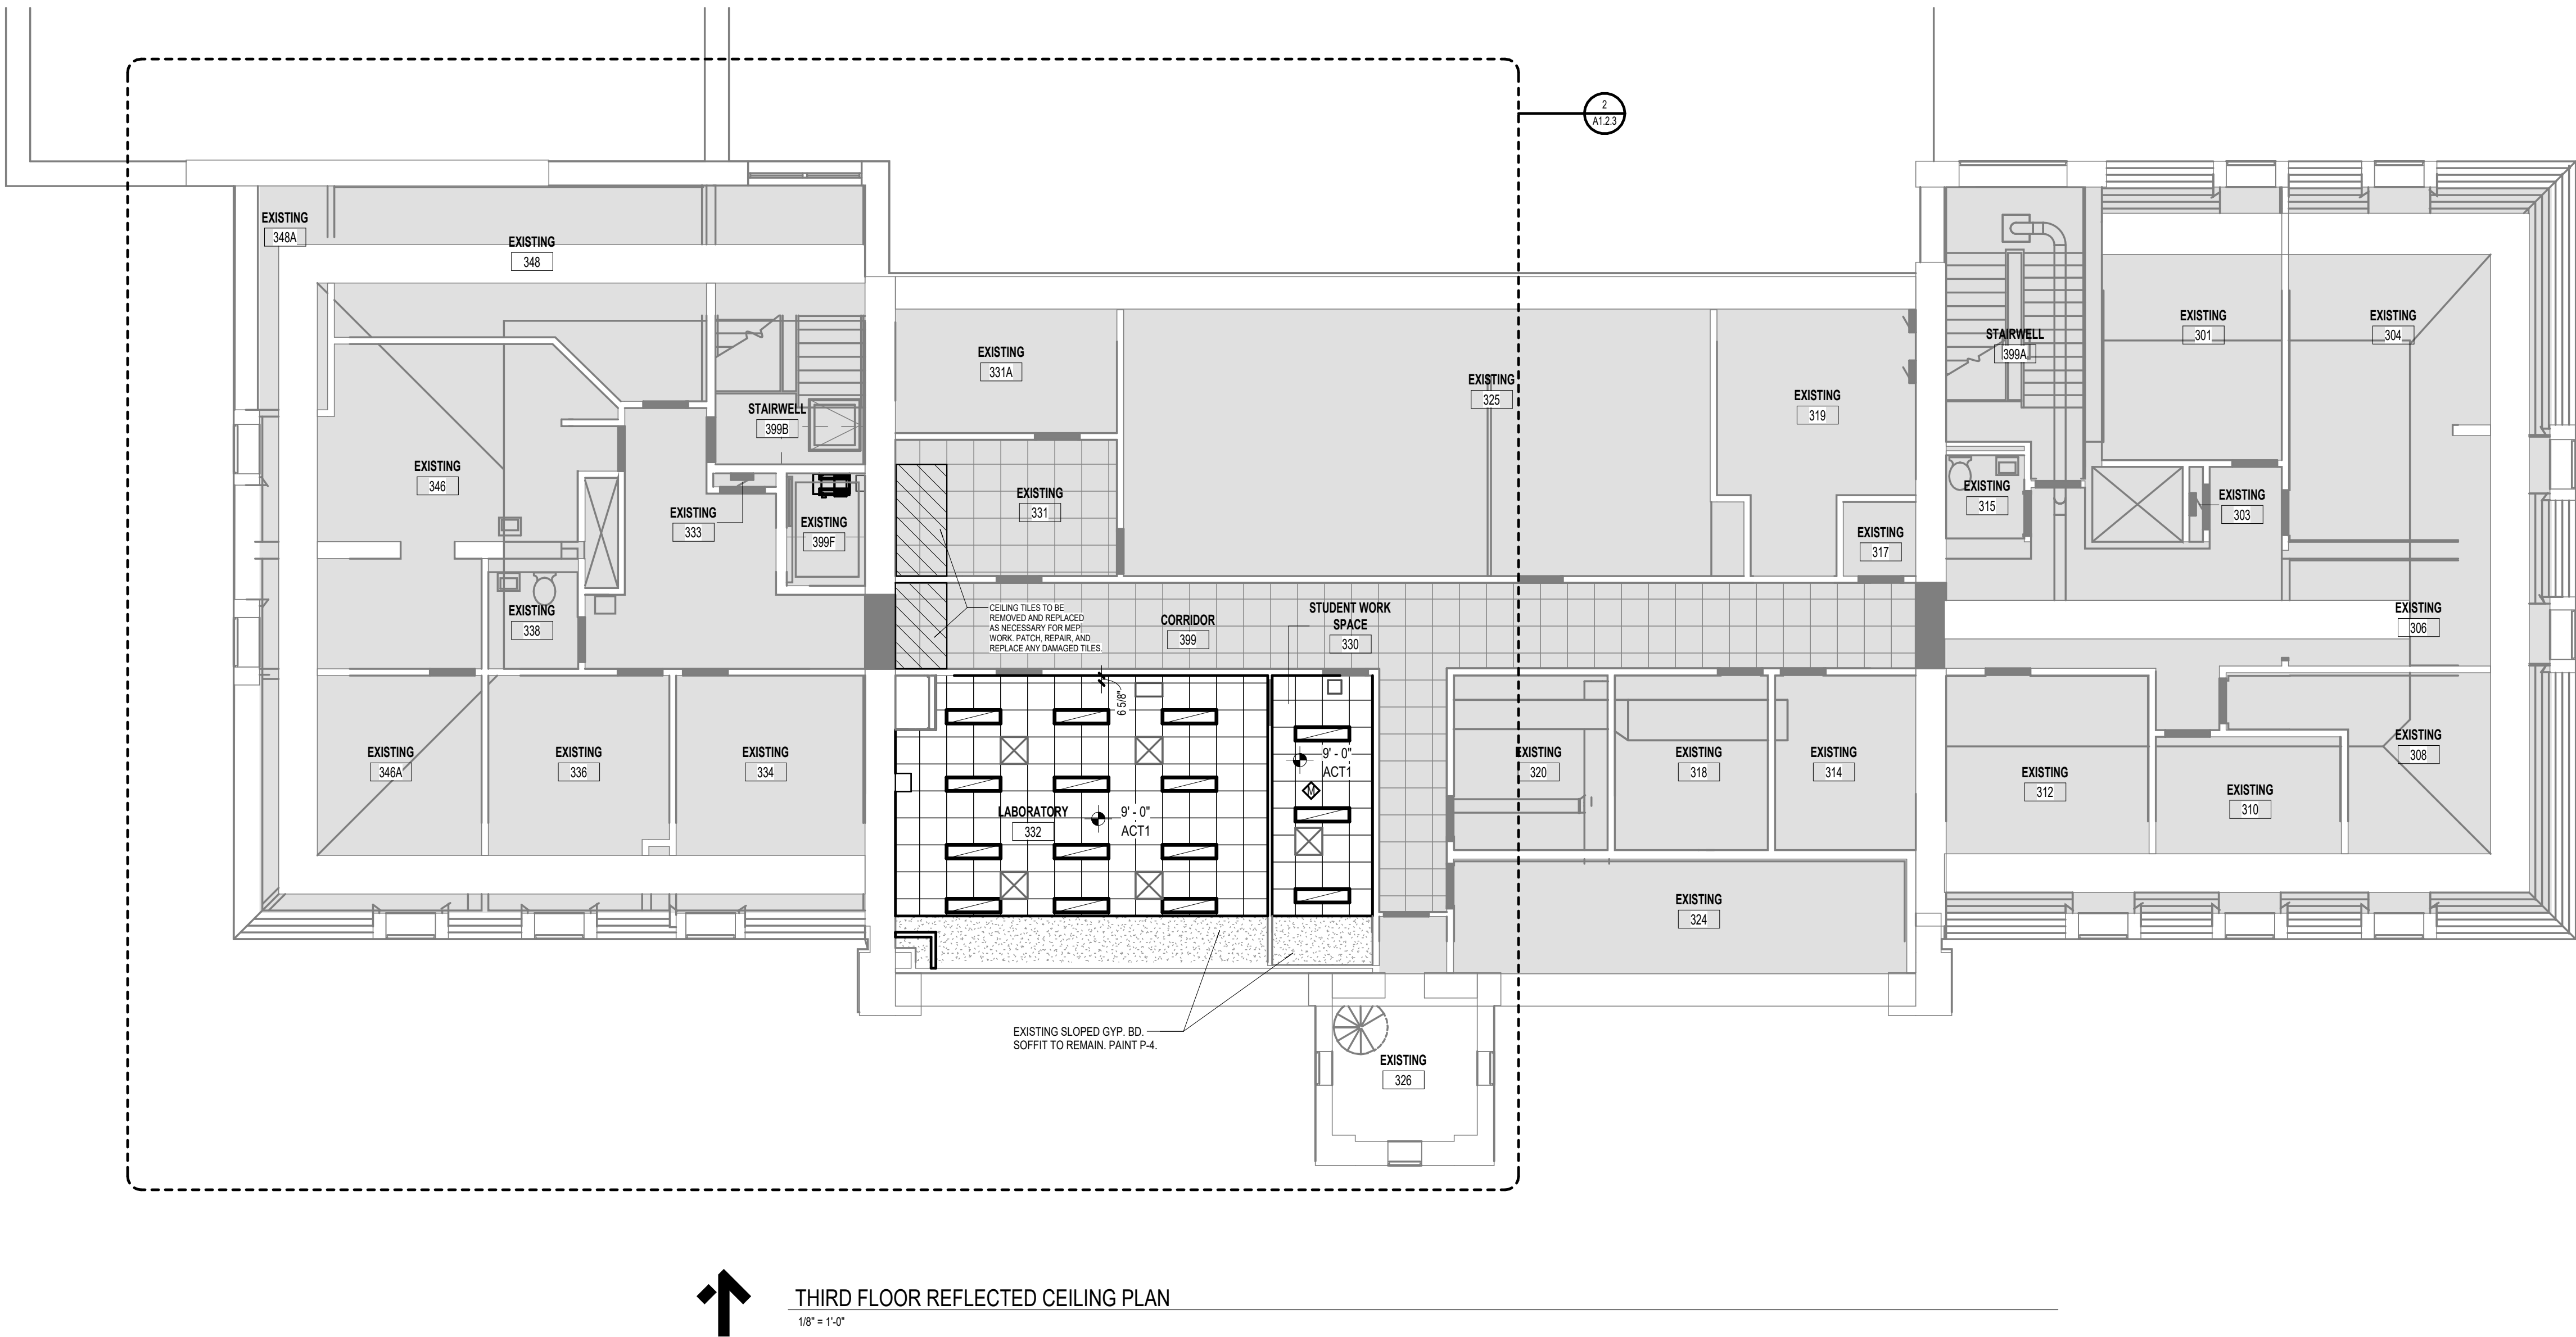 2
A1.2.3
EXISTING
348A
EXISTING
348
EXISTING
301
EXISTING
304
STAIRWELL
399A
EXISTING
331A
EXISTING
325
EXISTING
319
STAIRWELL
399B
EXISTING
346
EXISTING
333
EXISTING
399F
EXISTING
331
EXISTING
317
EXISTING
315
EXISTING
303
EXISTING
338
CEILING TILES TO BE
REMOVED AND REPLACED
AS NECESSARY FOR MEP
WORK. PATCH, REPAIR, AND
REPLACE ANY DAMAGED TILES.
CORRIDOR
399
STUDENT WORK
SPACE
330
EXISTING
306
6 5/8"
EXISTING
346A
EXISTING
336
EXISTING
334
9' - 0"
ACT1
M
EXISTING
320
EXISTING
318
EXISTING
314
EXISTING
312
EXISTING
310
EXISTING
308
LABORATORY
332
9' - 0"
ACT1
EXISTING
324
EXISTING SLOPED GYP. BD.
SOFFIT TO REMAIN. PAINT P-4.
EXISTING
326
THIRD FLOOR REFLECTED CEILING PLAN
1/8" = 1'-0"